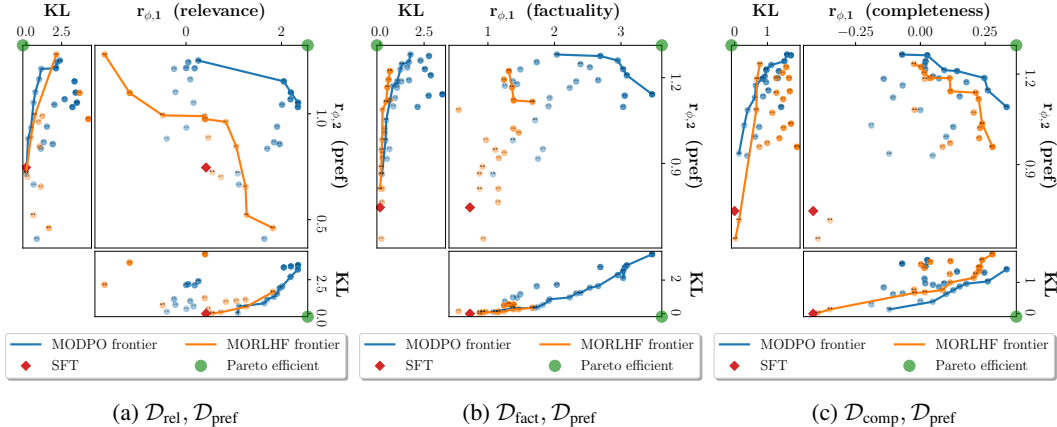 KL
r_{ϕ,1} (relevance)
0.0 2.5 0 2
1.0
0.5
r_{ϕ,2} (pref)
KL
2.5
0.0
MODPO frontier MORLHF frontier
SFT Pareto efficient
(a) 𝒟_rel, 𝒟_pref
KL
r_{ϕ,1} (factuality)
0.0 2.5 1 2 3
1.2
0.9
r_{ϕ,2} (pref)
KL
2
0
MODPO frontier MORLHF frontier
SFT Pareto efficient
(b) 𝒟_fact, 𝒟_pref
KL
r_{ϕ,1} (completeness)
0 1 −0.25 0.00 0.25
1.2
0.9
r_{ϕ,2} (pref)
KL
1
0
MODPO frontier MORLHF frontier
SFT Pareto efficient
(c) 𝒟_comp, 𝒟_pref